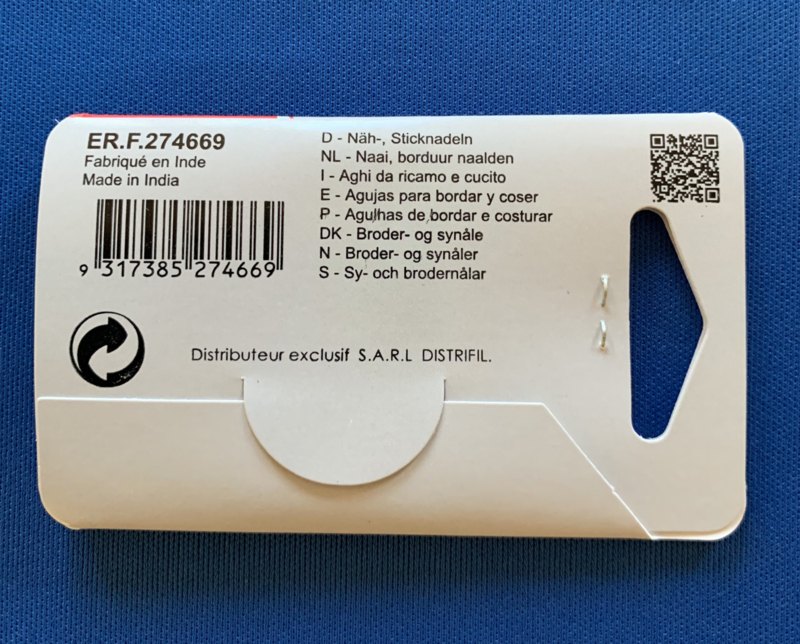 ER.F.274669
Fabriqué en Inde
Made in India
9 317385 274669
D - Näh-, Sticknadeln
NL - Naai, borduur naalden
I - Aghi da ricamo e cucito
E - Agujas para bordar y coser
P - Agulhas de bordar e costurar
DK - Broder- og synåle
N - Broder- og synåler
S - Sy- och brodernålar
Distributeur exclusif S.A.R.L DISTRIFIL.